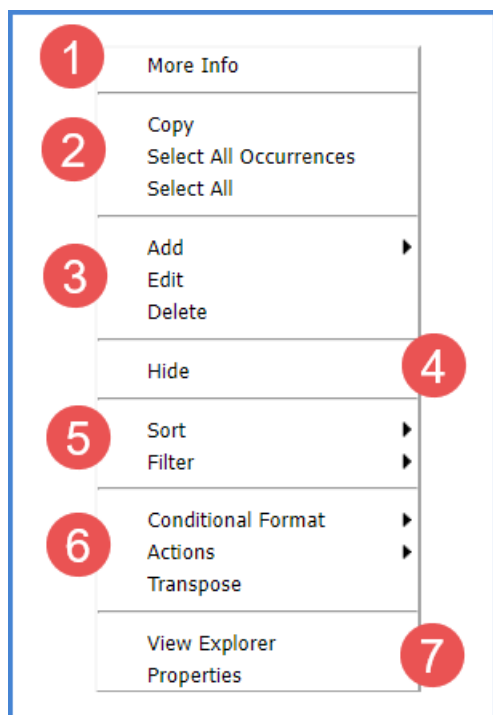 1
More Info
2
Copy
Select All Occurrences
Select All
3
Add
Edit
Delete
Hide
4
5
Sort
Filter
6
Conditional Format
Actions
Transpose
View Explorer
7
Properties